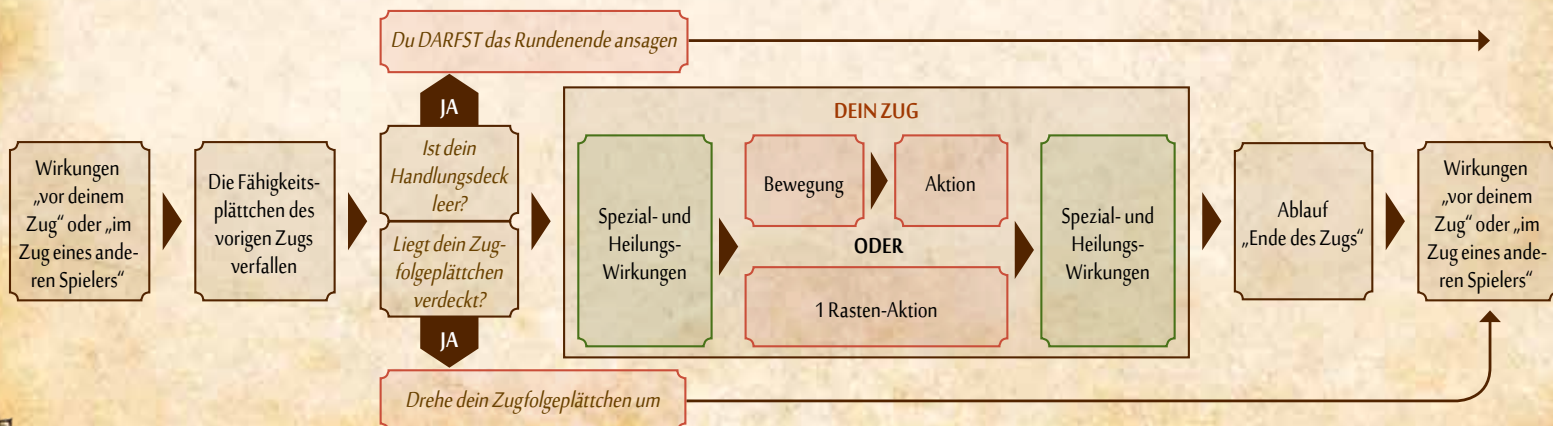 Du DARFST das Rundenende ansagen
JA
DEIN ZUG
Wirkungen
„vor deinem
Zug“ oder „im
Zug eines ande-
ren Spielers“
Die Fähigkeits-
plättchen des
vorigen Zugs
verfallen
Ist dein
Handlungsdeck
leer?
Liegt dein Zug-
folgeplättchen
verdeckt?
Spezial- und
Heilungs-
Wirkungen
Bewegung
Aktion
ODER
1 Rasten-Aktion
Spezial- und
Heilungs-
Wirkungen
Ablauf
„Ende des Zugs“
Wirkungen
„vor deinem
Zug“ oder „im
Zug eines ande-
ren Spielers“
JA
Drehe dein Zugfolgeplättchen um